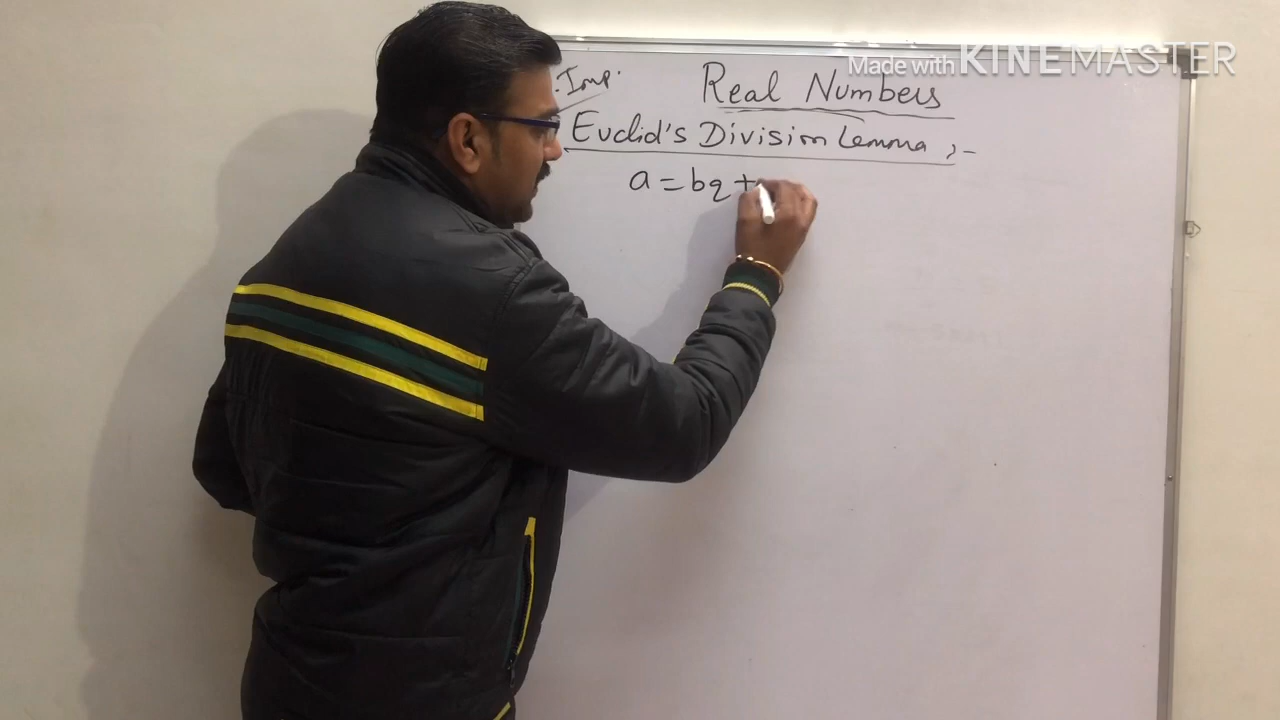 Made with KINEMASTER
. Imp.
Real Numbers
Euclid's Division Lemma :-
a = bq +